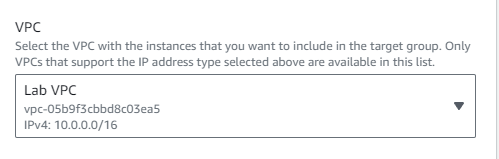 VPC
Select the VPC with the instances that you want to include in the target group. Only
VPCs that support the IP address type selected above are available in this list.
Lab VPC
vpc-05b9f3cbbd8c03ea5
IPv4: 10.0.0.0/16